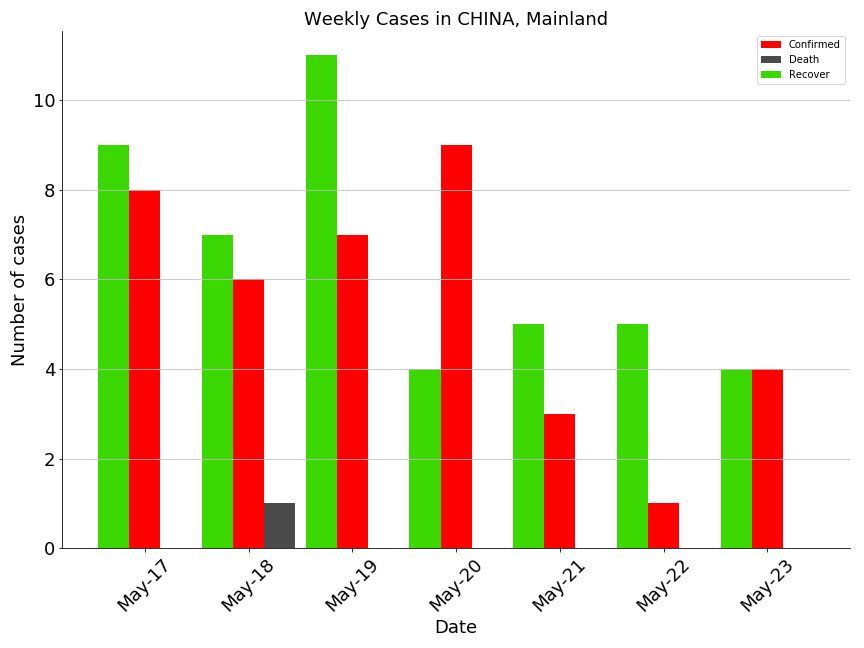 Weekly Cases in CHINA, Mainland
Confirmed
Death
Recover
Number of cases
10
8
6
4
2
0
May-17
May-18
May-19
May-20
May-21
May-22
May-23
Date